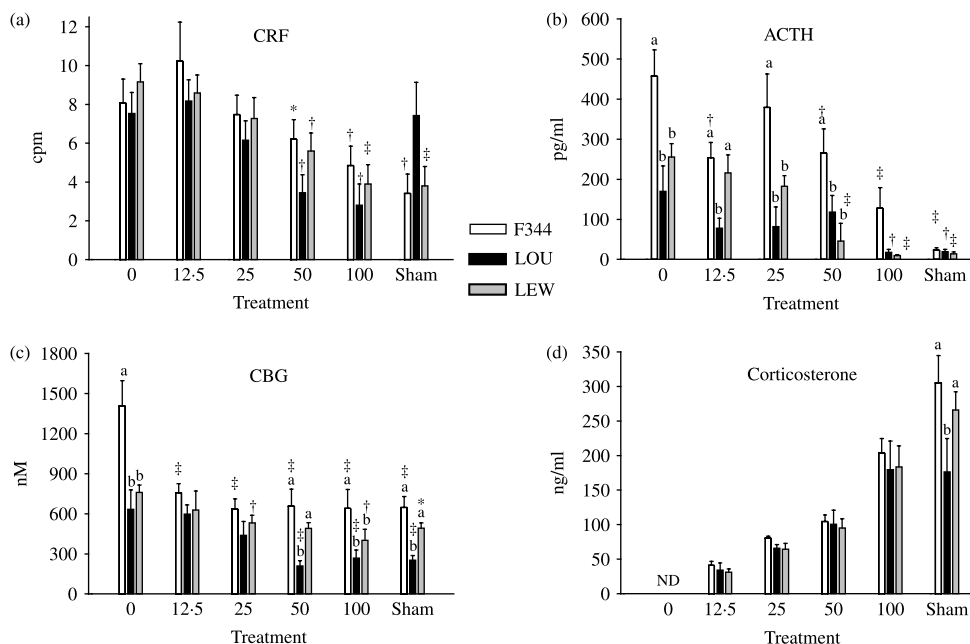 (a)
CRF
12
10
8
6
4
2
0
cpm
* † † † † ‡ † ‡
0 12·5 25 50 100 Sham
Treatment
F344
LOU
LEW
(b)
ACTH
600
500
400
300
200
100
0
pg/ml
a b b † a b a a b b † a b ‡ b ‡ † ‡ ‡ † ‡
0 12·5 25 50 100 Sham
Treatment
(c)
CBG
1800
1500
1200
900
600
300
0
nM
a b b ‡ ‡ † ‡ a ‡ b a ‡ a ‡ b † b ‡ a ‡ b * a
0 12·5 25 50 100 Sham
Treatment
(d)
Corticosterone
350
300
250
200
150
100
50
0
ng/ml
ND
a b a
0 12·5 25 50 100 Sham
Treatment